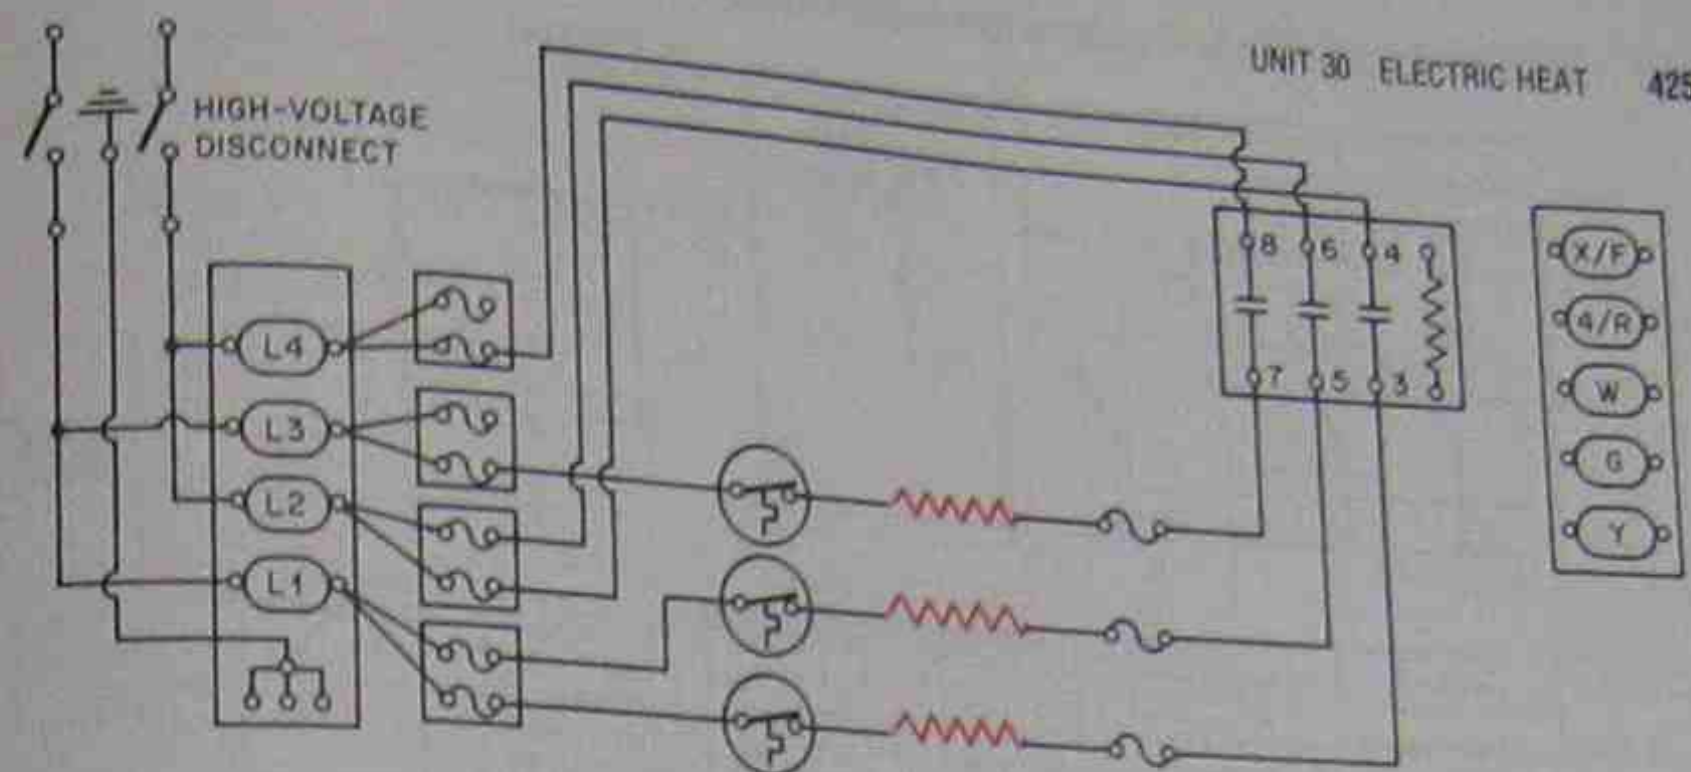 UNIT 30 ELECTRIC HEAT 425
HIGH-VOLTAGE
DISCONNECT
8 6 4
7 5 3
X/F
4/R
W
G
Y
L4
L3
L2
L1